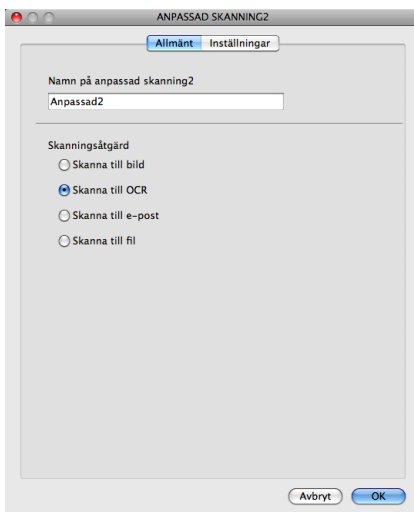 ANPASSAD SKANNING2
Allmänt Inställningar
Namn på anpassad skanning2
Anpassad2
Skanningsåtgärd
Skanna till bild
Skanna till OCR
Skanna till e-post
Skanna till fil
Avbryt OK